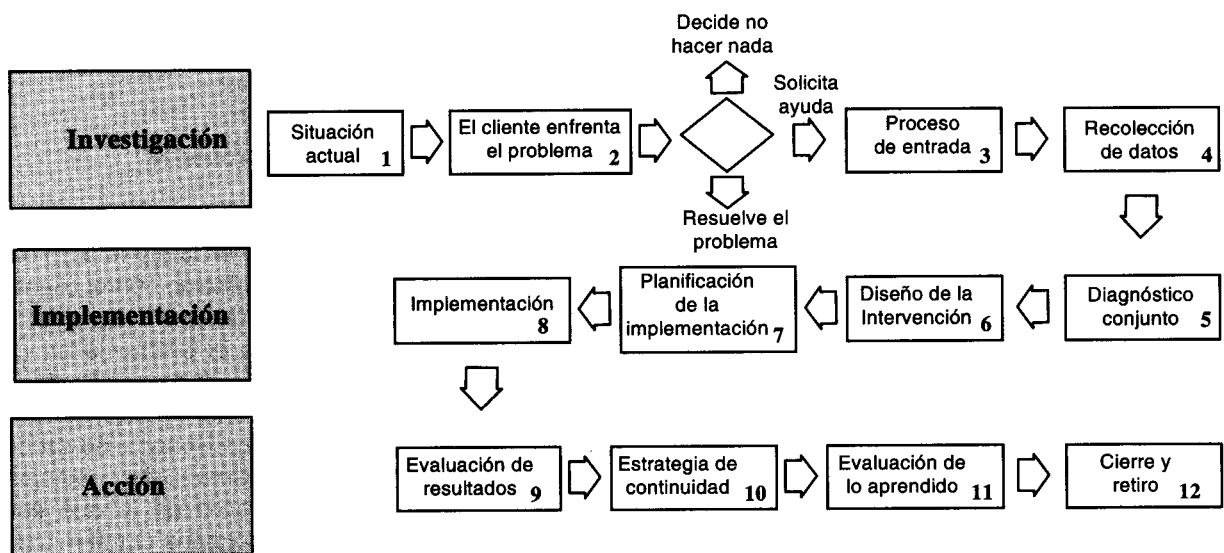 Decide no
hacer nada
Solicita
ayuda
Investigación
Situación
actual 1
El cliente enfrenta
el problema 2
Proceso
de entrada 3
Recolección
de datos 4
Resuelve el
problema
Implementación
Implementación
8
Planificación
de la
implementación 7
Diseño de la
Intervención 6
Diagnóstico
conjunto 5
Acción
Evaluación de
resultados 9
Estrategia de
continuidad 10
Evaluación de
lo aprendido 11
Cierre y
retiro 12